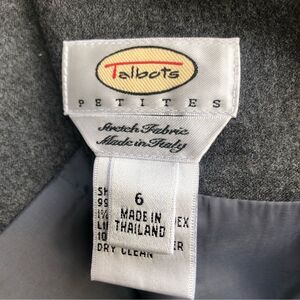 Talbots
PETITES
Stretch Fabric
Made in Italy
6
MADE IN
THAILAND
DRY CLEAN